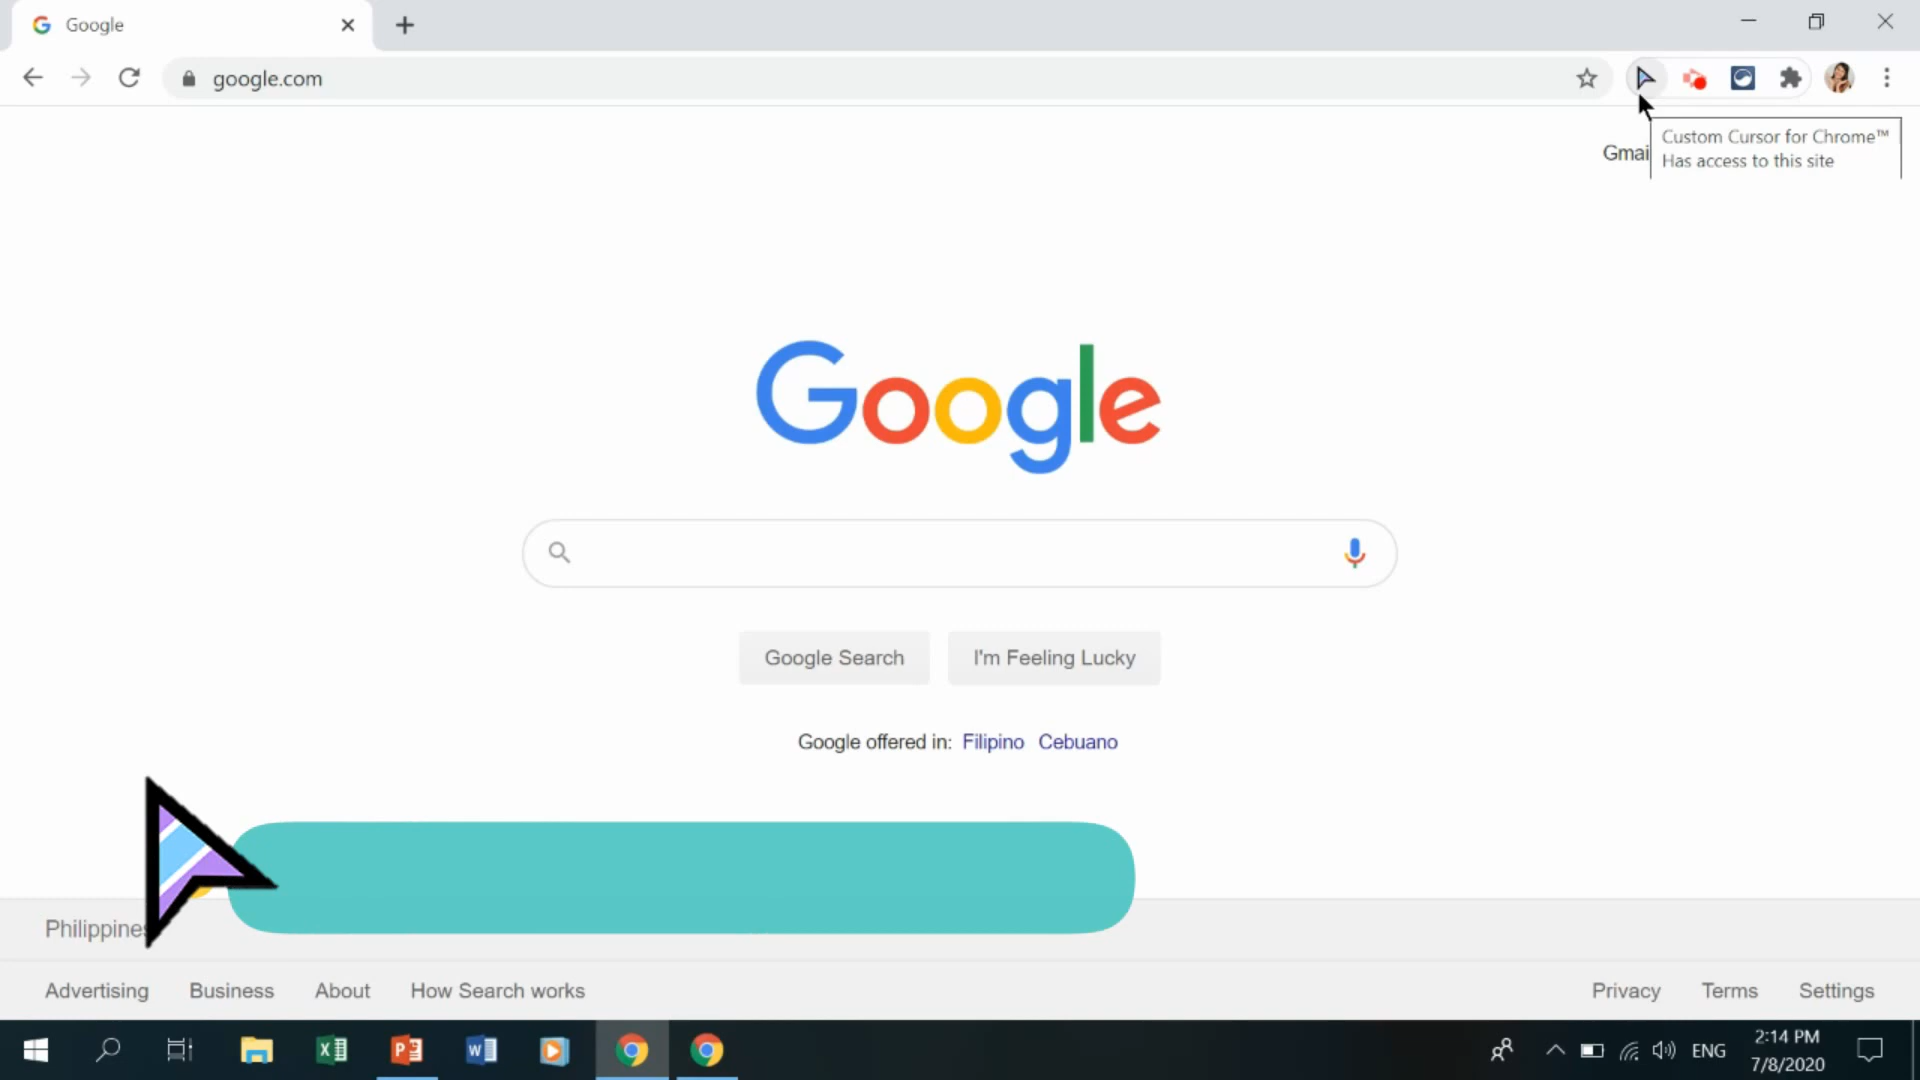 Google
google.com
Custom Cursor for Chrome™
Has access to this site
Gmai
Google
Google Search
I'm Feeling Lucky
Google offered in: Filipino Cebuano
Philippines
Advertising Business About How Search works
Privacy Terms Settings
ENG
2:14 PM
7/8/2020